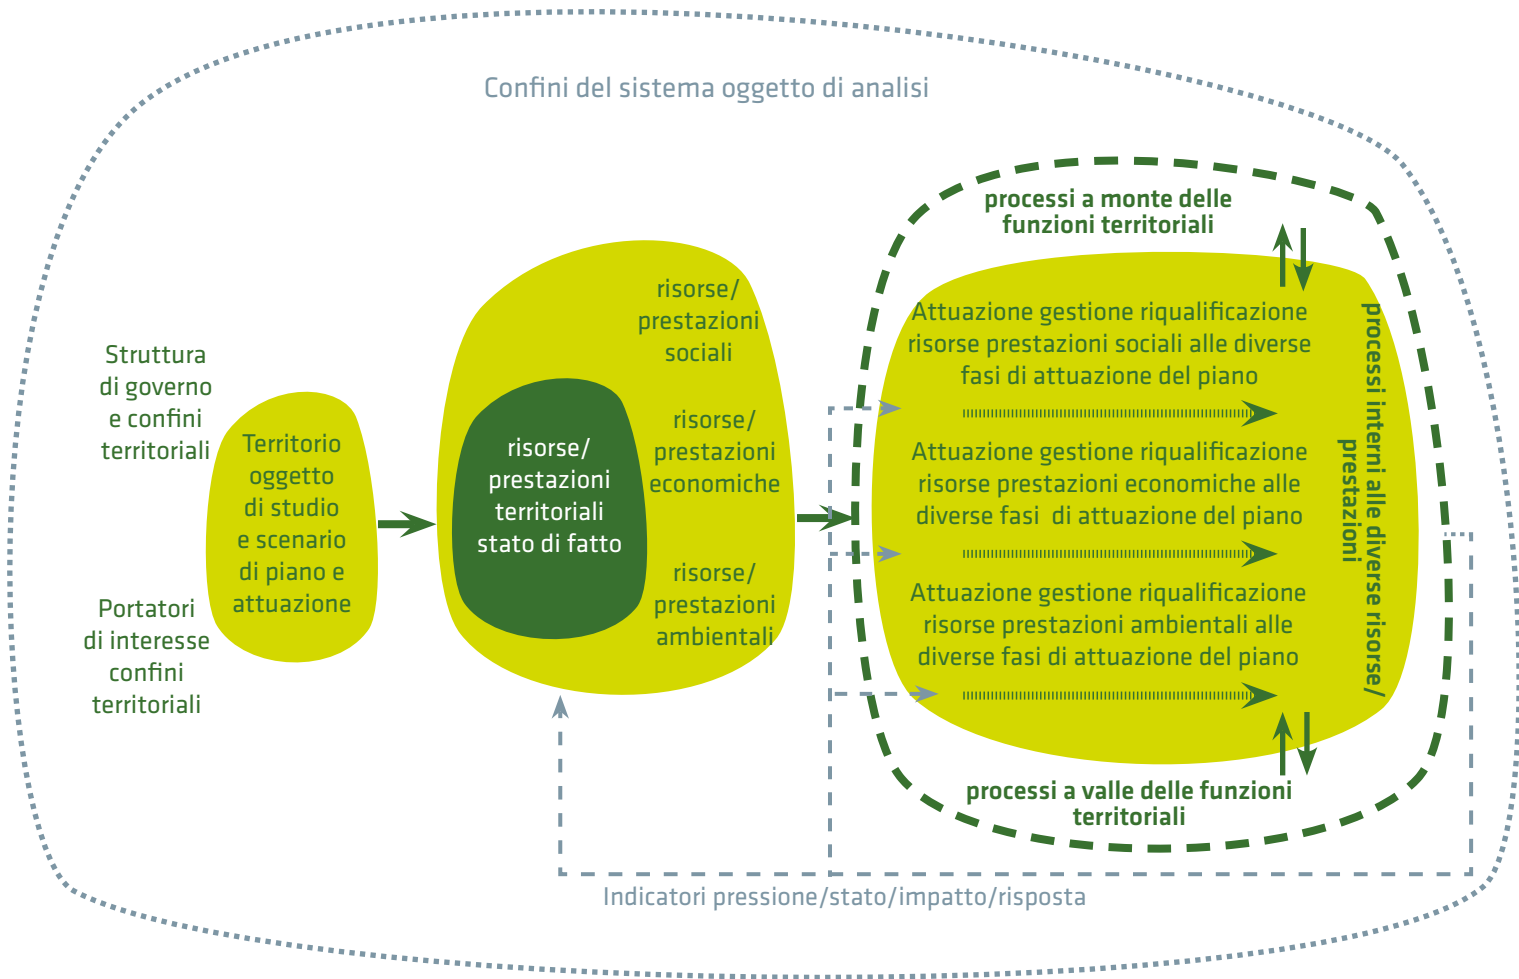 Confini del sistema oggetto di analisi
Struttura
di governo
e confini
territoriali
Portatori
di interesse
confini
territoriali
Territorio
oggetto
di studio
e scenario
di piano e
attuazione
risorse/
prestazioni
territoriali
stato di fatto
risorse/
prestazioni
sociali
risorse/
prestazioni
economiche
risorse/
prestazioni
ambientali
processi a monte delle
funzioni territoriali
Attuazione gestione riqualificazione
risorse prestazioni sociali alle diverse
fasi di attuazione del piano
Attuazione gestione riqualificazione
risorse prestazioni economiche alle
diverse fasi di attuazione del piano
Attuazione gestione riqualificazione
risorse prestazioni ambientali alle
diverse fasi di attuazione del piano
processi interni alle diverse risorse/
prestazioni
processi a valle delle funzioni
territoriali
Indicatori pressione/stato/impatto/risposta